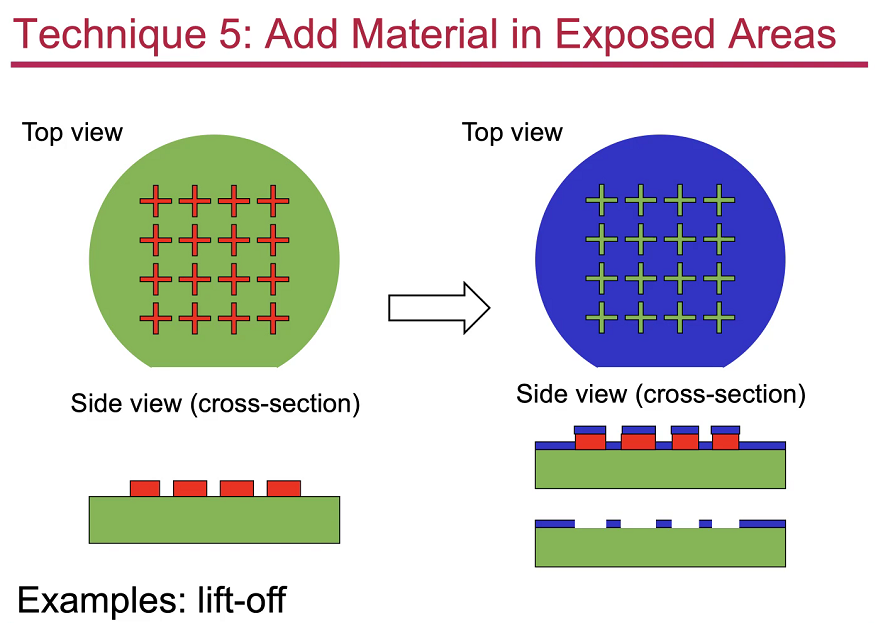 Technique 5: Add Material in Exposed Areas
Top view
Top view
Side view (cross-section)
Side view (cross-section)
Examples: lift-off